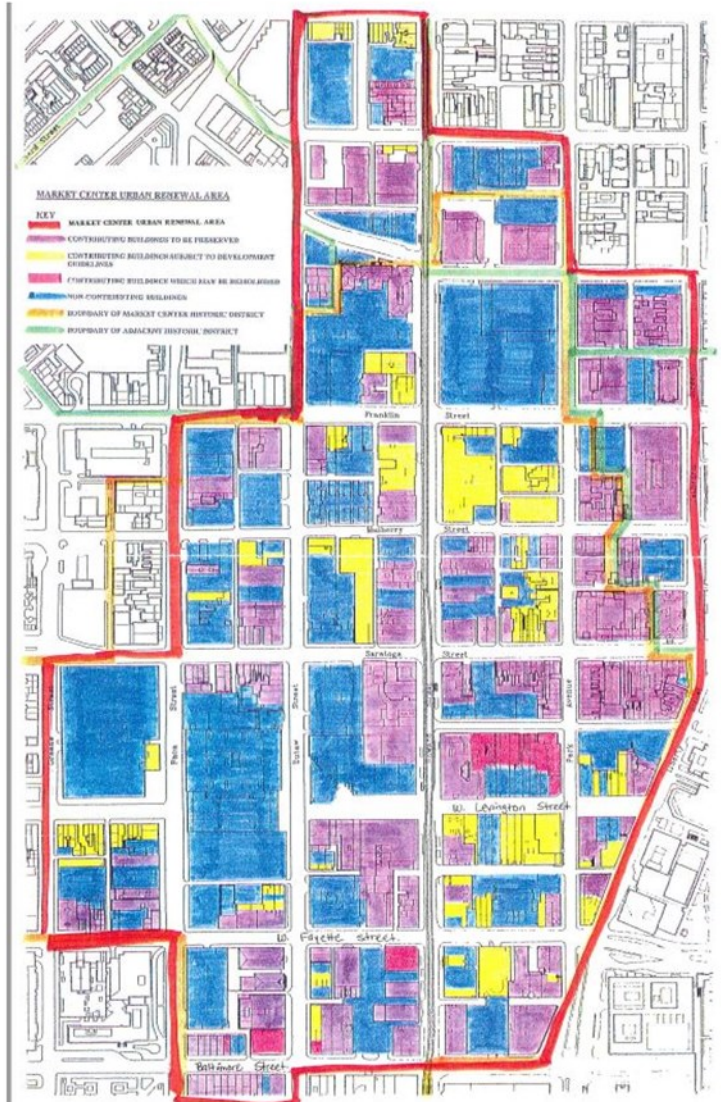 Street
MARKET CENTER URBAN RENEWAL AREA
KEY
MARKET CENTER URBAN RENEWAL AREA
CONTRIBUTING BUILDINGS TO BE PRESERVED
CONTRIBUTING BUILDINGS SUBJECT TO DEVELOPMENT
GUIDELINES
CONTRIBUTING BUILDINGS WHICH MAY BE DEMOLISHED
NON-CONTRIBUTING BUILDINGS
BOUNDARY OF MARKET CENTER HISTORIC DISTRICT
BOUNDARY OF ADJACENT HISTORIC DISTRICT
Franklin Street
Mulberry Street
Saratoga Street
Greene Street
Paca Street
Eutaw Street
Park Avenue
W. Lexington Street
W. Fayette Street.
Baltimore Street